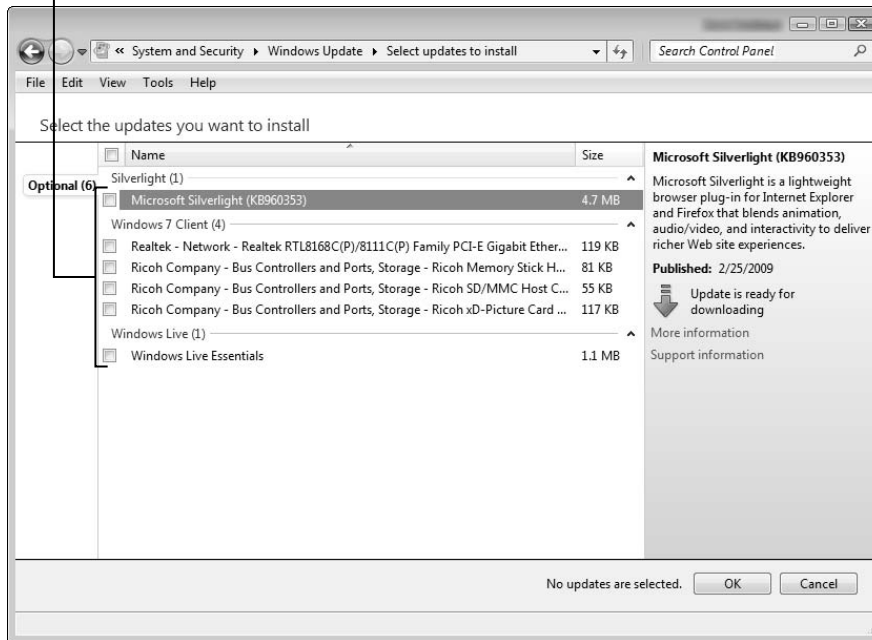 « System and Security ▸ Windows Update ▸ Select updates to install
Search Control Panel
File Edit View Tools Help
Select the updates you want to install
Name Size
Optional (6)
Silverlight (1)
Microsoft Silverlight (KB960353) 4.7 MB
Windows 7 Client (4)
Realtek - Network - Realtek RTL8168C(P)/8111C(P) Family PCI-E Gigabit Ether... 119 KB
Ricoh Company - Bus Controllers and Ports, Storage - Ricoh Memory Stick H... 81 KB
Ricoh Company - Bus Controllers and Ports, Storage - Ricoh SD/MMC Host C... 55 KB
Ricoh Company - Bus Controllers and Ports, Storage - Ricoh xD-Picture Card ... 117 KB
Windows Live (1)
Windows Live Essentials 1.1 MB
Microsoft Silverlight (KB960353)
Microsoft Silverlight is a lightweight
browser plug-in for Internet Explorer
and Firefox that blends animation,
audio/video, and interactivity to deliver
richer Web site experiences.
Published: 2/25/2009
Update is ready for
downloading
More information
Support information
No updates are selected. OK Cancel